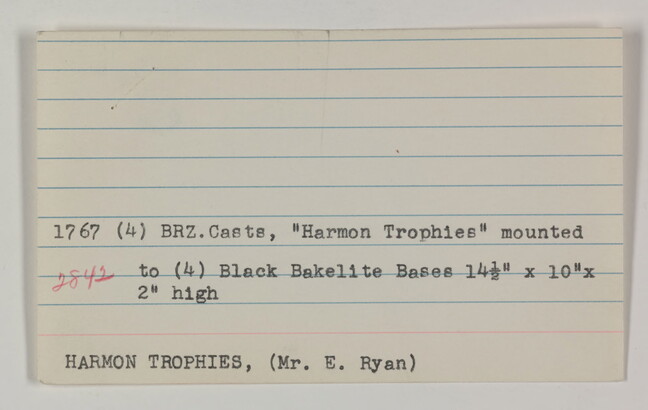 1767 (4) BRZ.Casts, "Harmon Trophies" mounted
2842 to (4) Black Bakelite Bases 14½" x 10"x
2" high
HARMON TROPHIES, (Mr. E. Ryan)